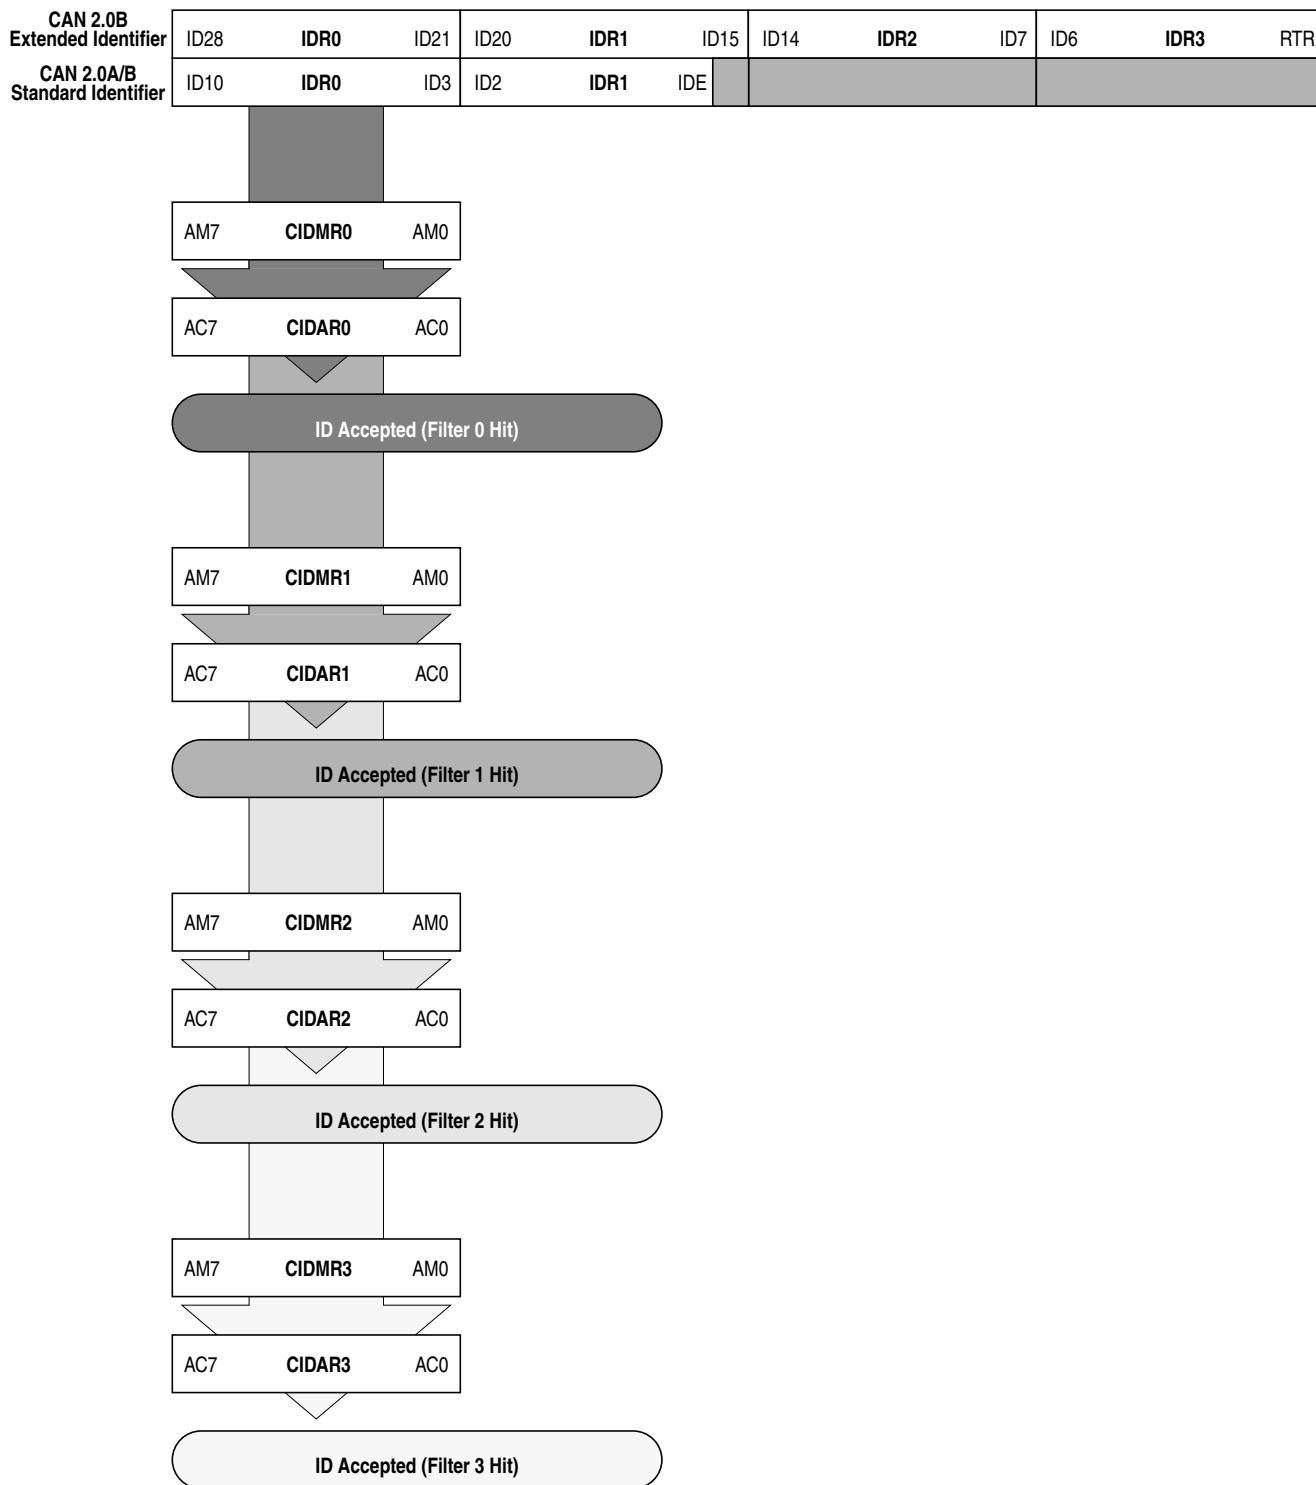 CAN 2.0B
Extended Identifier ID28 IDR0 ID21 ID20 IDR1 ID15 ID14 IDR2 ID7 ID6 IDR3 RTR
CAN 2.0A/B
Standard Identifier ID10 IDR0 ID3 ID2 IDR1 IDE
AM7 CIDMR0 AM0
AC7 CIDAR0 AC0
ID Accepted (Filter 0 Hit)
AM7 CIDMR1 AM0
AC7 CIDAR1 AC0
ID Accepted (Filter 1 Hit)
AM7 CIDMR2 AM0
AC7 CIDAR2 AC0
ID Accepted (Filter 2 Hit)
AM7 CIDMR3 AM0
AC7 CIDAR3 AC0
ID Accepted (Filter 3 Hit)